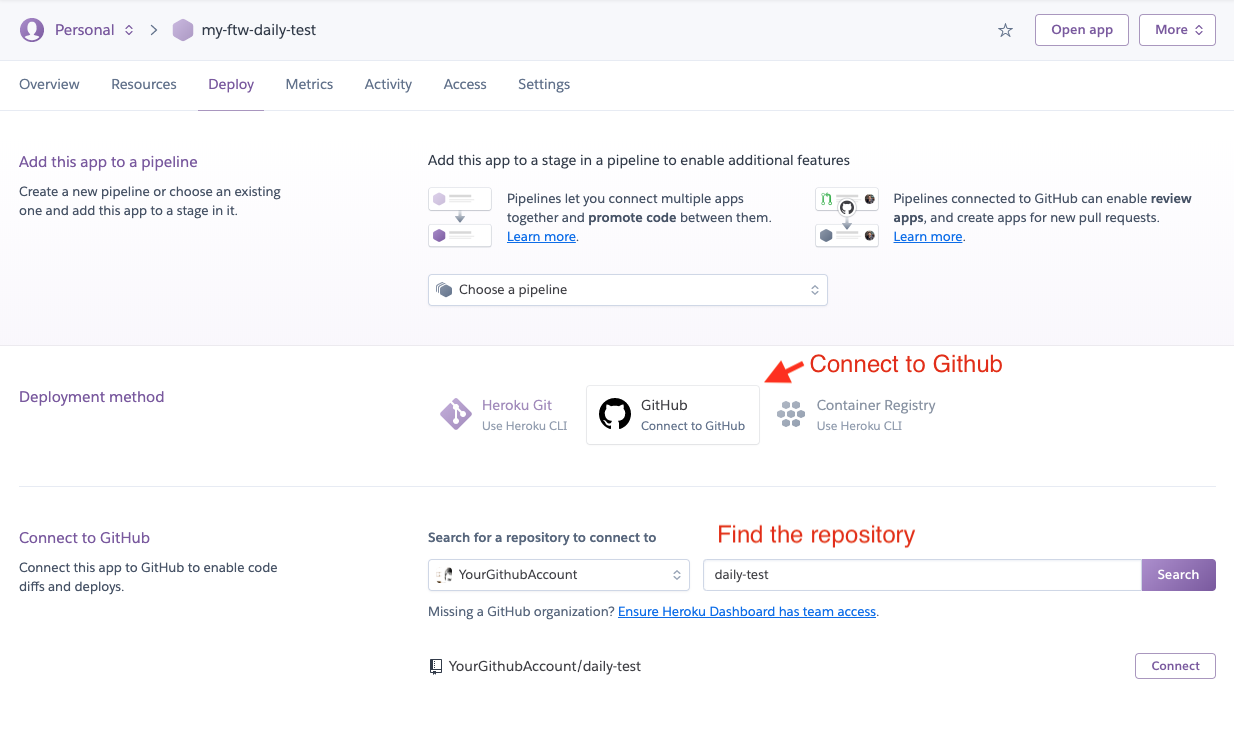 Personal
my-ftw-daily-test
Open app
More
Overview
Resources
Deploy
Metrics
Activity
Access
Settings
Add this app to a pipeline
Create a new pipeline or choose an existing
one and add this app to a stage in it.
Add this app to a stage in a pipeline to enable additional features
Pipelines let you connect multiple apps
together and promote code between them.
Learn more.
Pipelines connected to GitHub can enable review
apps, and create apps for new pull requests.
Learn more.
Choose a pipeline
Connect to Github
Deployment method
Heroku Git
Use Heroku CLI
GitHub
Connect to GitHub
Container Registry
Use Heroku CLI
Connect to GitHub
Connect this app to GitHub to enable code
diffs and deploys.
Search for a repository to connect to
Find the repository
YourGithubAccount
daily-test
Search
Missing a GitHub organization? Ensure Heroku Dashboard has team access.
YourGithubAccount/daily-test
Connect